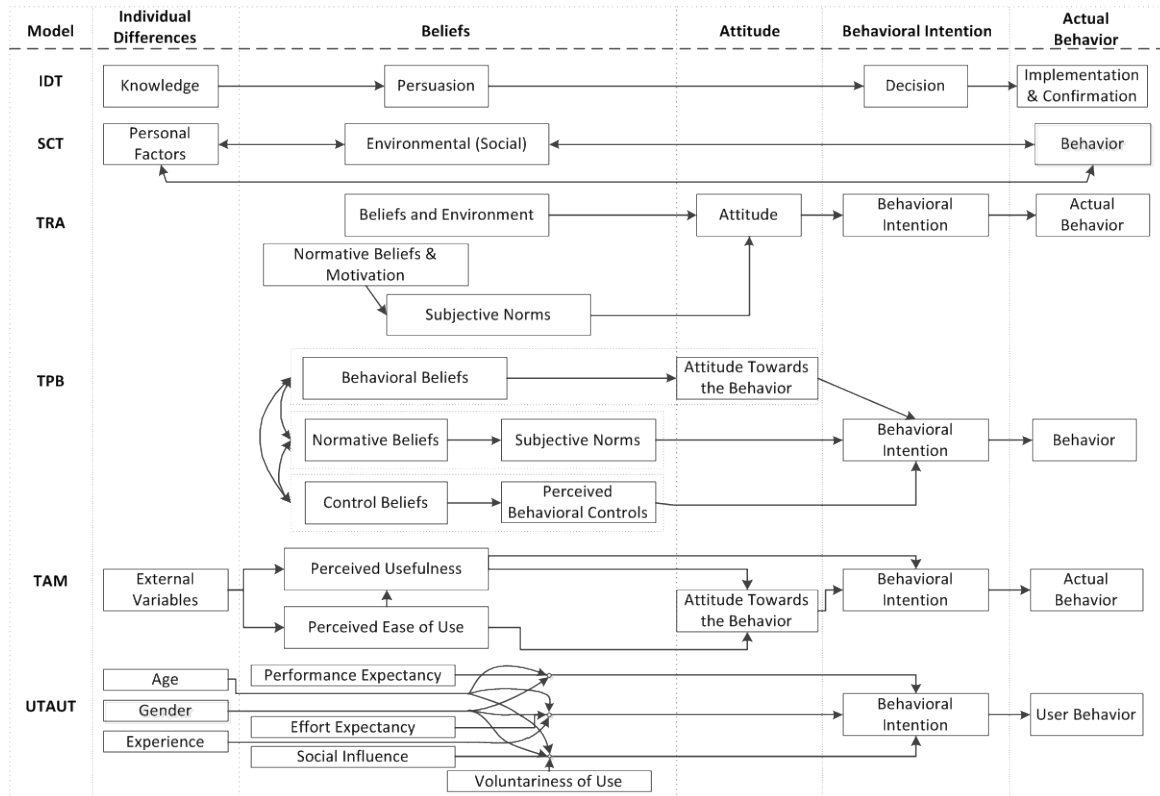 Model
Individual
Differences
Beliefs
Attitude
Behavioral Intention
Actual
Behavior
IDT
Knowledge
Persuasion
Decision
Implementation
& Confirmation
SCT
Personal
Factors
Environmental (Social)
Behavior
TRA
Beliefs and Environment
Attitude
Behavioral
Intention
Actual
Behavior
Normative Beliefs &
Motivation
Subjective Norms
TPB
Behavioral Beliefs
Attitude Towards
the Behavior
Normative Beliefs
Subjective Norms
Behavioral
Intention
Behavior
Control Beliefs
Perceived
Behavioral Controls
TAM
External
Variables
Perceived Usefulness
Perceived Ease of Use
Attitude Towards
the Behavior
Behavioral
Intention
Actual
Behavior
UTAUT
Age
Gender
Experience
Performance Expectancy
Effort Expectancy
Social Influence
Voluntariness of Use
Behavioral
Intention
User Behavior